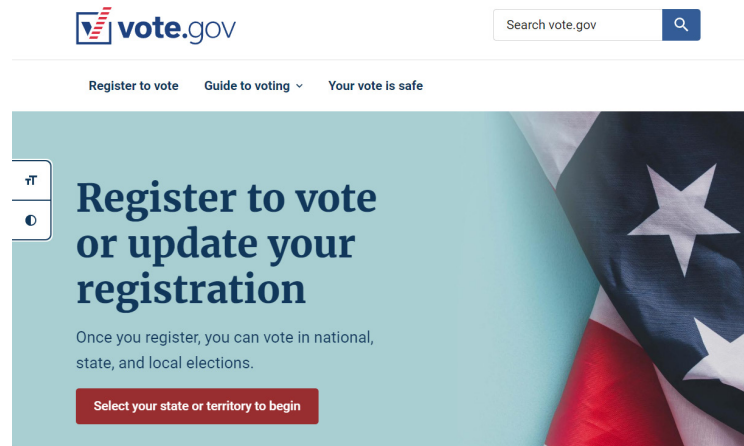 vote.gov
Search vote.gov
Register to vote
Guide to voting
Your vote is safe
TT
Register to vote
or update your
registration
Once you register, you can vote in national,
state, and local elections.
Select your state or territory to begin